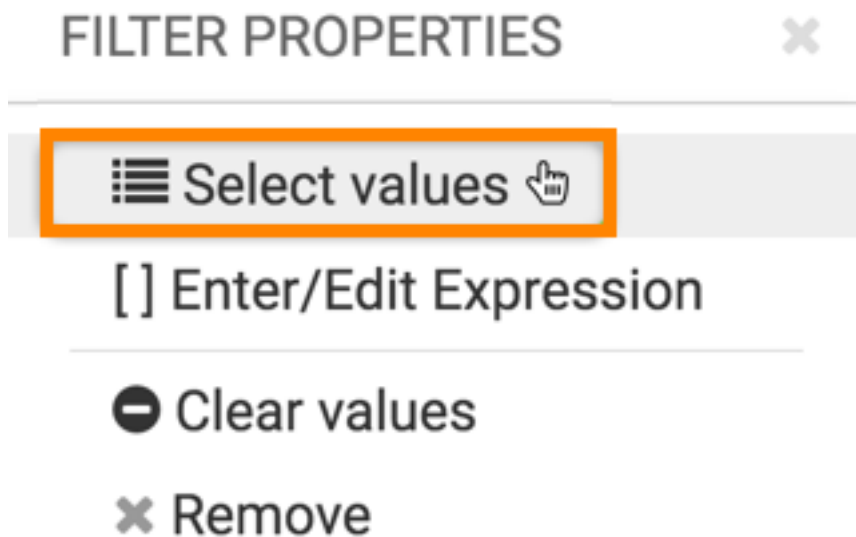 FILTER PROPERTIES
Select values
[ ] Enter/Edit Expression
Clear values
Remove